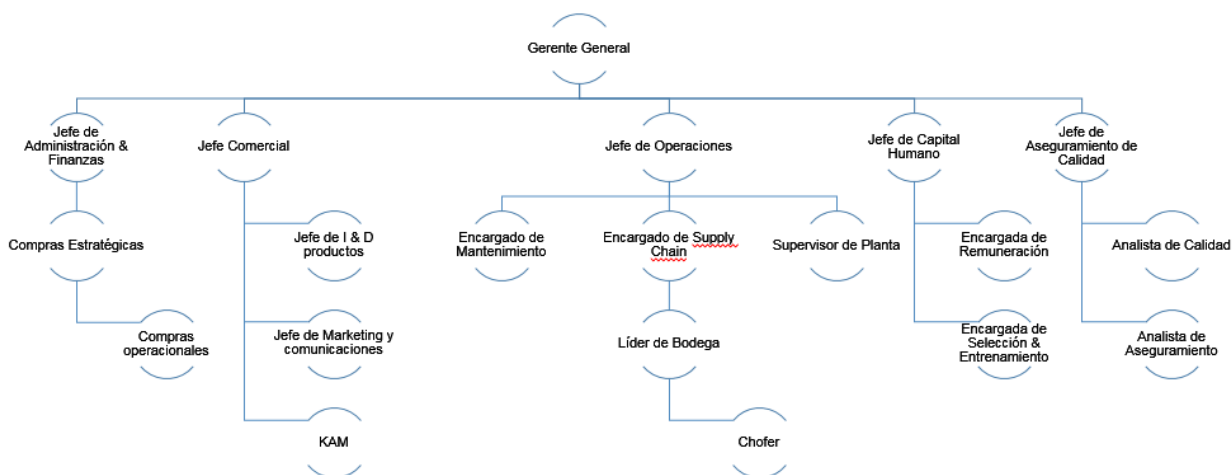 Gerente General
Jefe de
Administración &
Finanzas
Jefe Comercial
Jefe de Operaciones
Jefe de Capital
Humano
Jefe de
Aseguramiento de
Calidad
Compras Estratégicas
Jefe de I & D
productos
Encargado de
Mantenimiento
Encargado de Supply
Chain
Supervisor de Planta
Encargada de
Remuneración
Analista de Calidad
Compras
operacionales
Jefe de Marketing y
comunicaciones
Líder de Bodega
Encargada de
Selección &
Entrenamiento
Analista de
Aseguramiento
KAM
Chofer